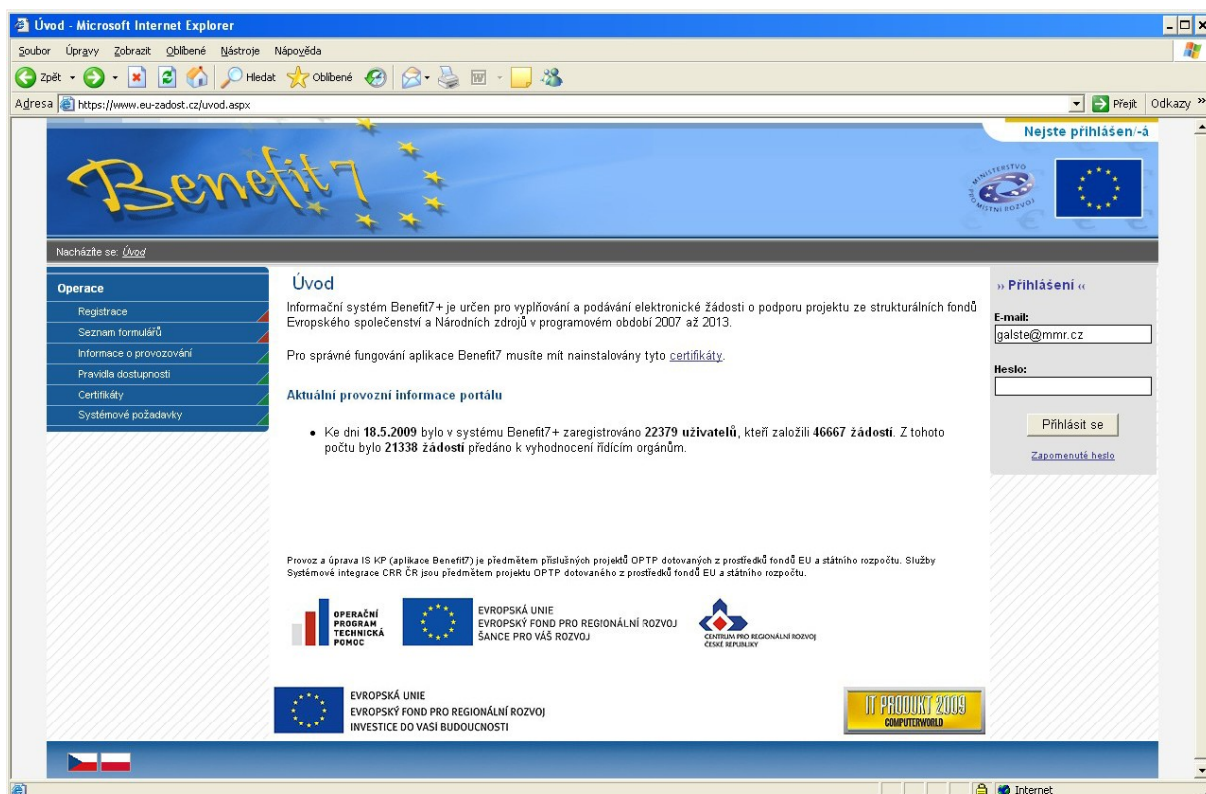 Úvod - Microsoft Internet Explorer
Soubor Úpravy Zobrazit Oblíbené Nástroje Nápověda
Zpět Hledat Oblíbené
Adresa https://www.eu-zadost.cz/uvod.aspx Přejít Odkazy »
Nejste přihlášen/-á
Benefit7
MINISTERSTVO PRO MÍSTNÍ ROZVOJ
Nacházíte se: Úvod
Operace
Registrace
Seznam formulářů
Informace o provozování
Pravidla dostupnosti
Certifikáty
Systémové požadavky
Úvod
Informační systém Benefit7+ je určen pro vyplňování a podávání elektronické žádosti o podporu projektu ze strukturálních fondů
Evropského společenství a Národních zdrojů v programovém období 2007 až 2013.
Pro správné fungování aplikace Benefit7 musíte mít nainstalovány tyto certifikáty.
Aktuální provozní informace portálu
• Ke dni 18.5.2009 bylo v systému Benefit7+ zaregistrováno 22379 uživatelů, kteří založili 46667 žádostí. Z tohoto
počtu bylo 21338 žádostí předáno k vyhodnocení řídícím orgánům.
›› Přihlášení ‹‹
E-mail:
galste@mmr.cz
Heslo:
Přihlásit se
Zapomenuté heslo
Provoz a úprava IS KP (aplikace Benefit7) je předmětem příslušných projektů OPTP dotovaných z prostředků fondů EU a státního rozpočtu. Služby
Systémové integrace CRR ČR jsou předmětem projektu OPTP dotovaného z prostředků fondů EU a státního rozpočtu.
OPERAČNÍ
PROGRAM
TECHNICKÁ
POMOC
EVROPSKÁ UNIE
EVROPSKÝ FOND PRO REGIONÁLNÍ ROZVOJ
ŠANCE PRO VÁŠ ROZVOJ
CENTRUM PRO REGIONÁLNÍ ROZVOJ
ČESKÉ REPUBLIKY
EVROPSKÁ UNIE
EVROPSKÝ FOND PRO REGIONÁLNÍ ROZVOJ
INVESTICE DO VAŠÍ BUDOUCNOSTI
IT PRODUKT 2009
COMPUTERWORLD
Internet